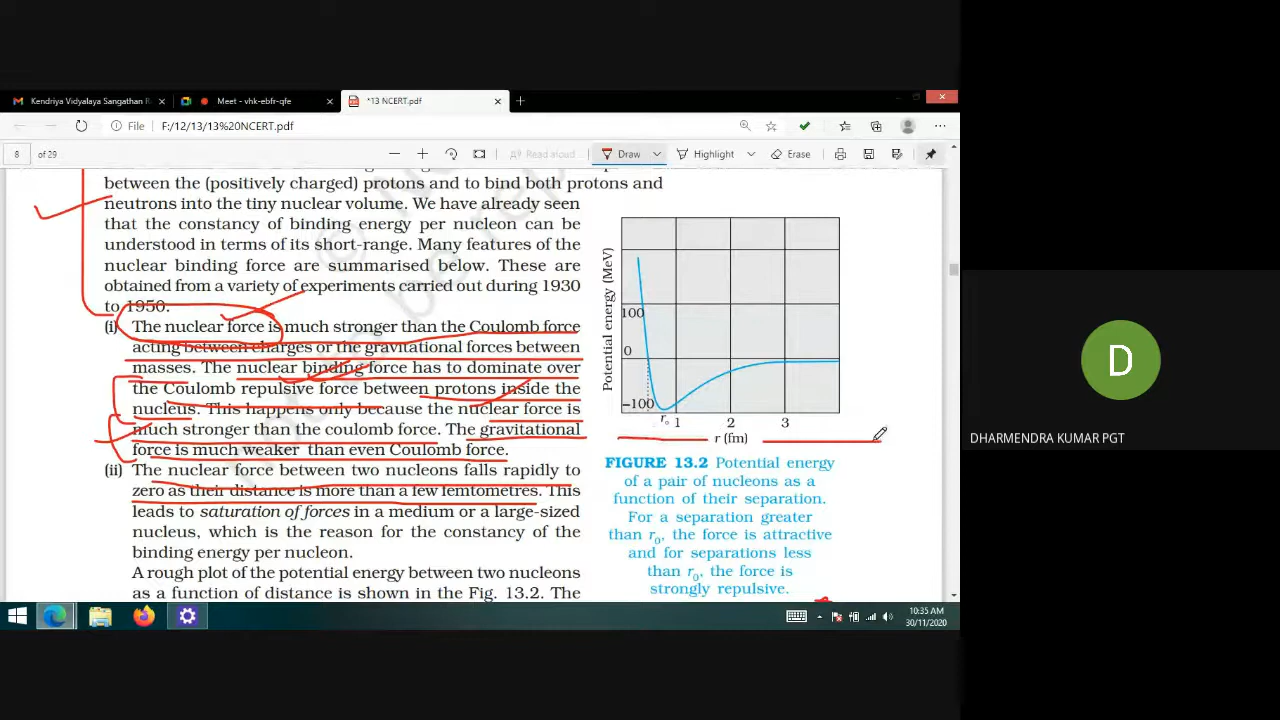 Kendriya Vidyalaya Sangathan
Meet - vhk-ebfr-qfe
*13 NCERT.pdf
File
F:/12/13/13%20NCERT.pdf
8
of 29
Read aloud
Draw
Highlight
Erase
between the (positively charged) protons and to bind both protons and
neutrons into the tiny nuclear volume. We have already
seen that the constancy of binding energy per nucleon can be
understood in terms of its short-range. Many features of the
nuclear binding force are summarised below. These are
obtained from a variety of experiments carried out during 1930
to 1950.
(i) The nuclear force is much stronger than the Coulomb force
acting between charges or the gravitational forces between
masses. The nuclear binding force has to dominate over
the Coulomb repulsive force between protons inside the
nucleus. This happens only because the nuclear force is
much stronger than the coulomb force. The gravitational
force is much weaker than even Coulomb force.
(ii) The nuclear force between two nucleons falls rapidly to
zero as their distance is more than a few femtometres. This
leads to saturation of forces in a medium or a large-sized
nucleus, which is the reason for the constancy of the
binding energy per nucleon.
A rough plot of the potential energy between two nucleons
as a function of distance is shown in the Fig. 13.2. The
Potential energy (MeV)
100
0
-100
r₀ 1 2 3
r (fm)
FIGURE 13.2 Potential energy
of a pair of nucleons as a
function of their separation.
For a separation greater
than r₀, the force is attractive
and for separations less
than r₀, the force is
strongly repulsive.
D
DHARMENDRA KUMAR PGT
10:35 AM
30/11/2020